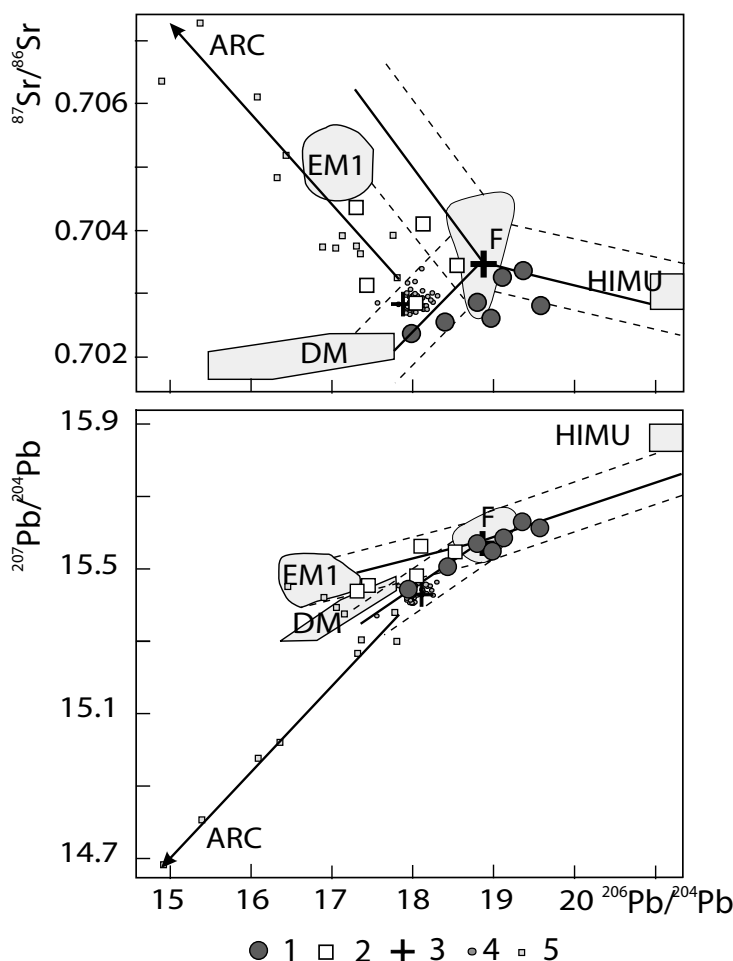 ⁸⁷Sr/⁸⁶Sr
ARC
0.706
EM1
0.704
F
HIMU
0.702
DM
15.9
HIMU
²⁰⁷Pb/²⁰⁴Pb
F
15.5
EM1
DM
15.1
ARC
14.7
15 16 17 18 19 20 ²⁰⁶Pb/²⁰⁴Pb
1 2 3 4 5